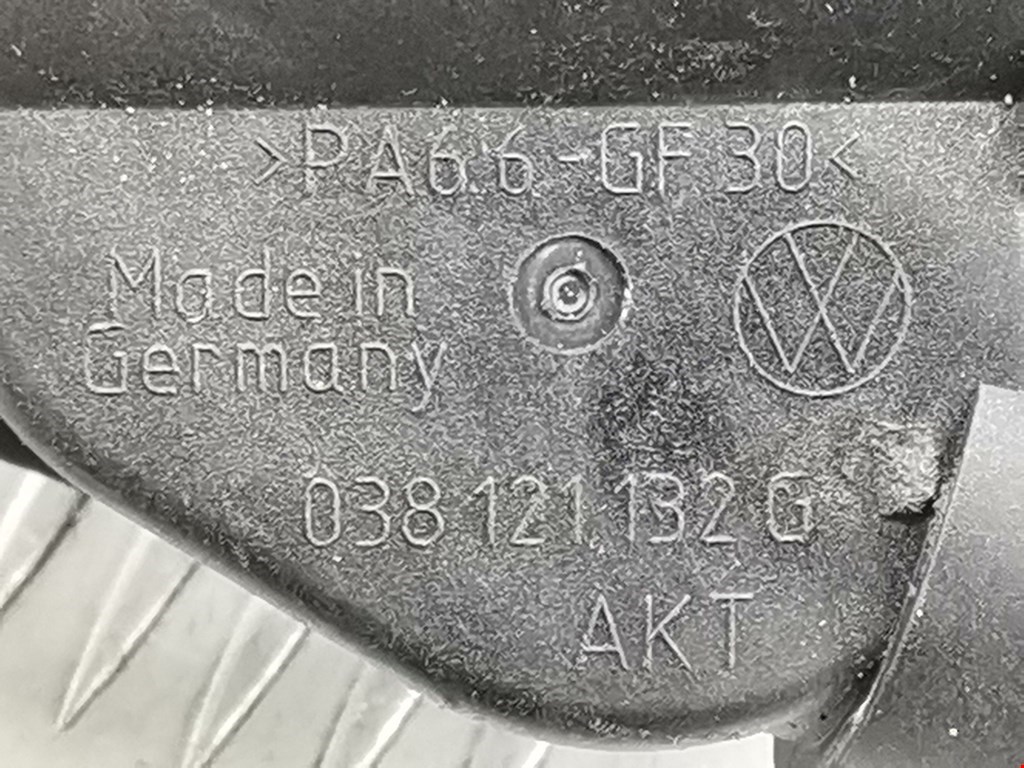 >PA6.6-GF30<
Made in
Germany
038 121 132 G
AKT